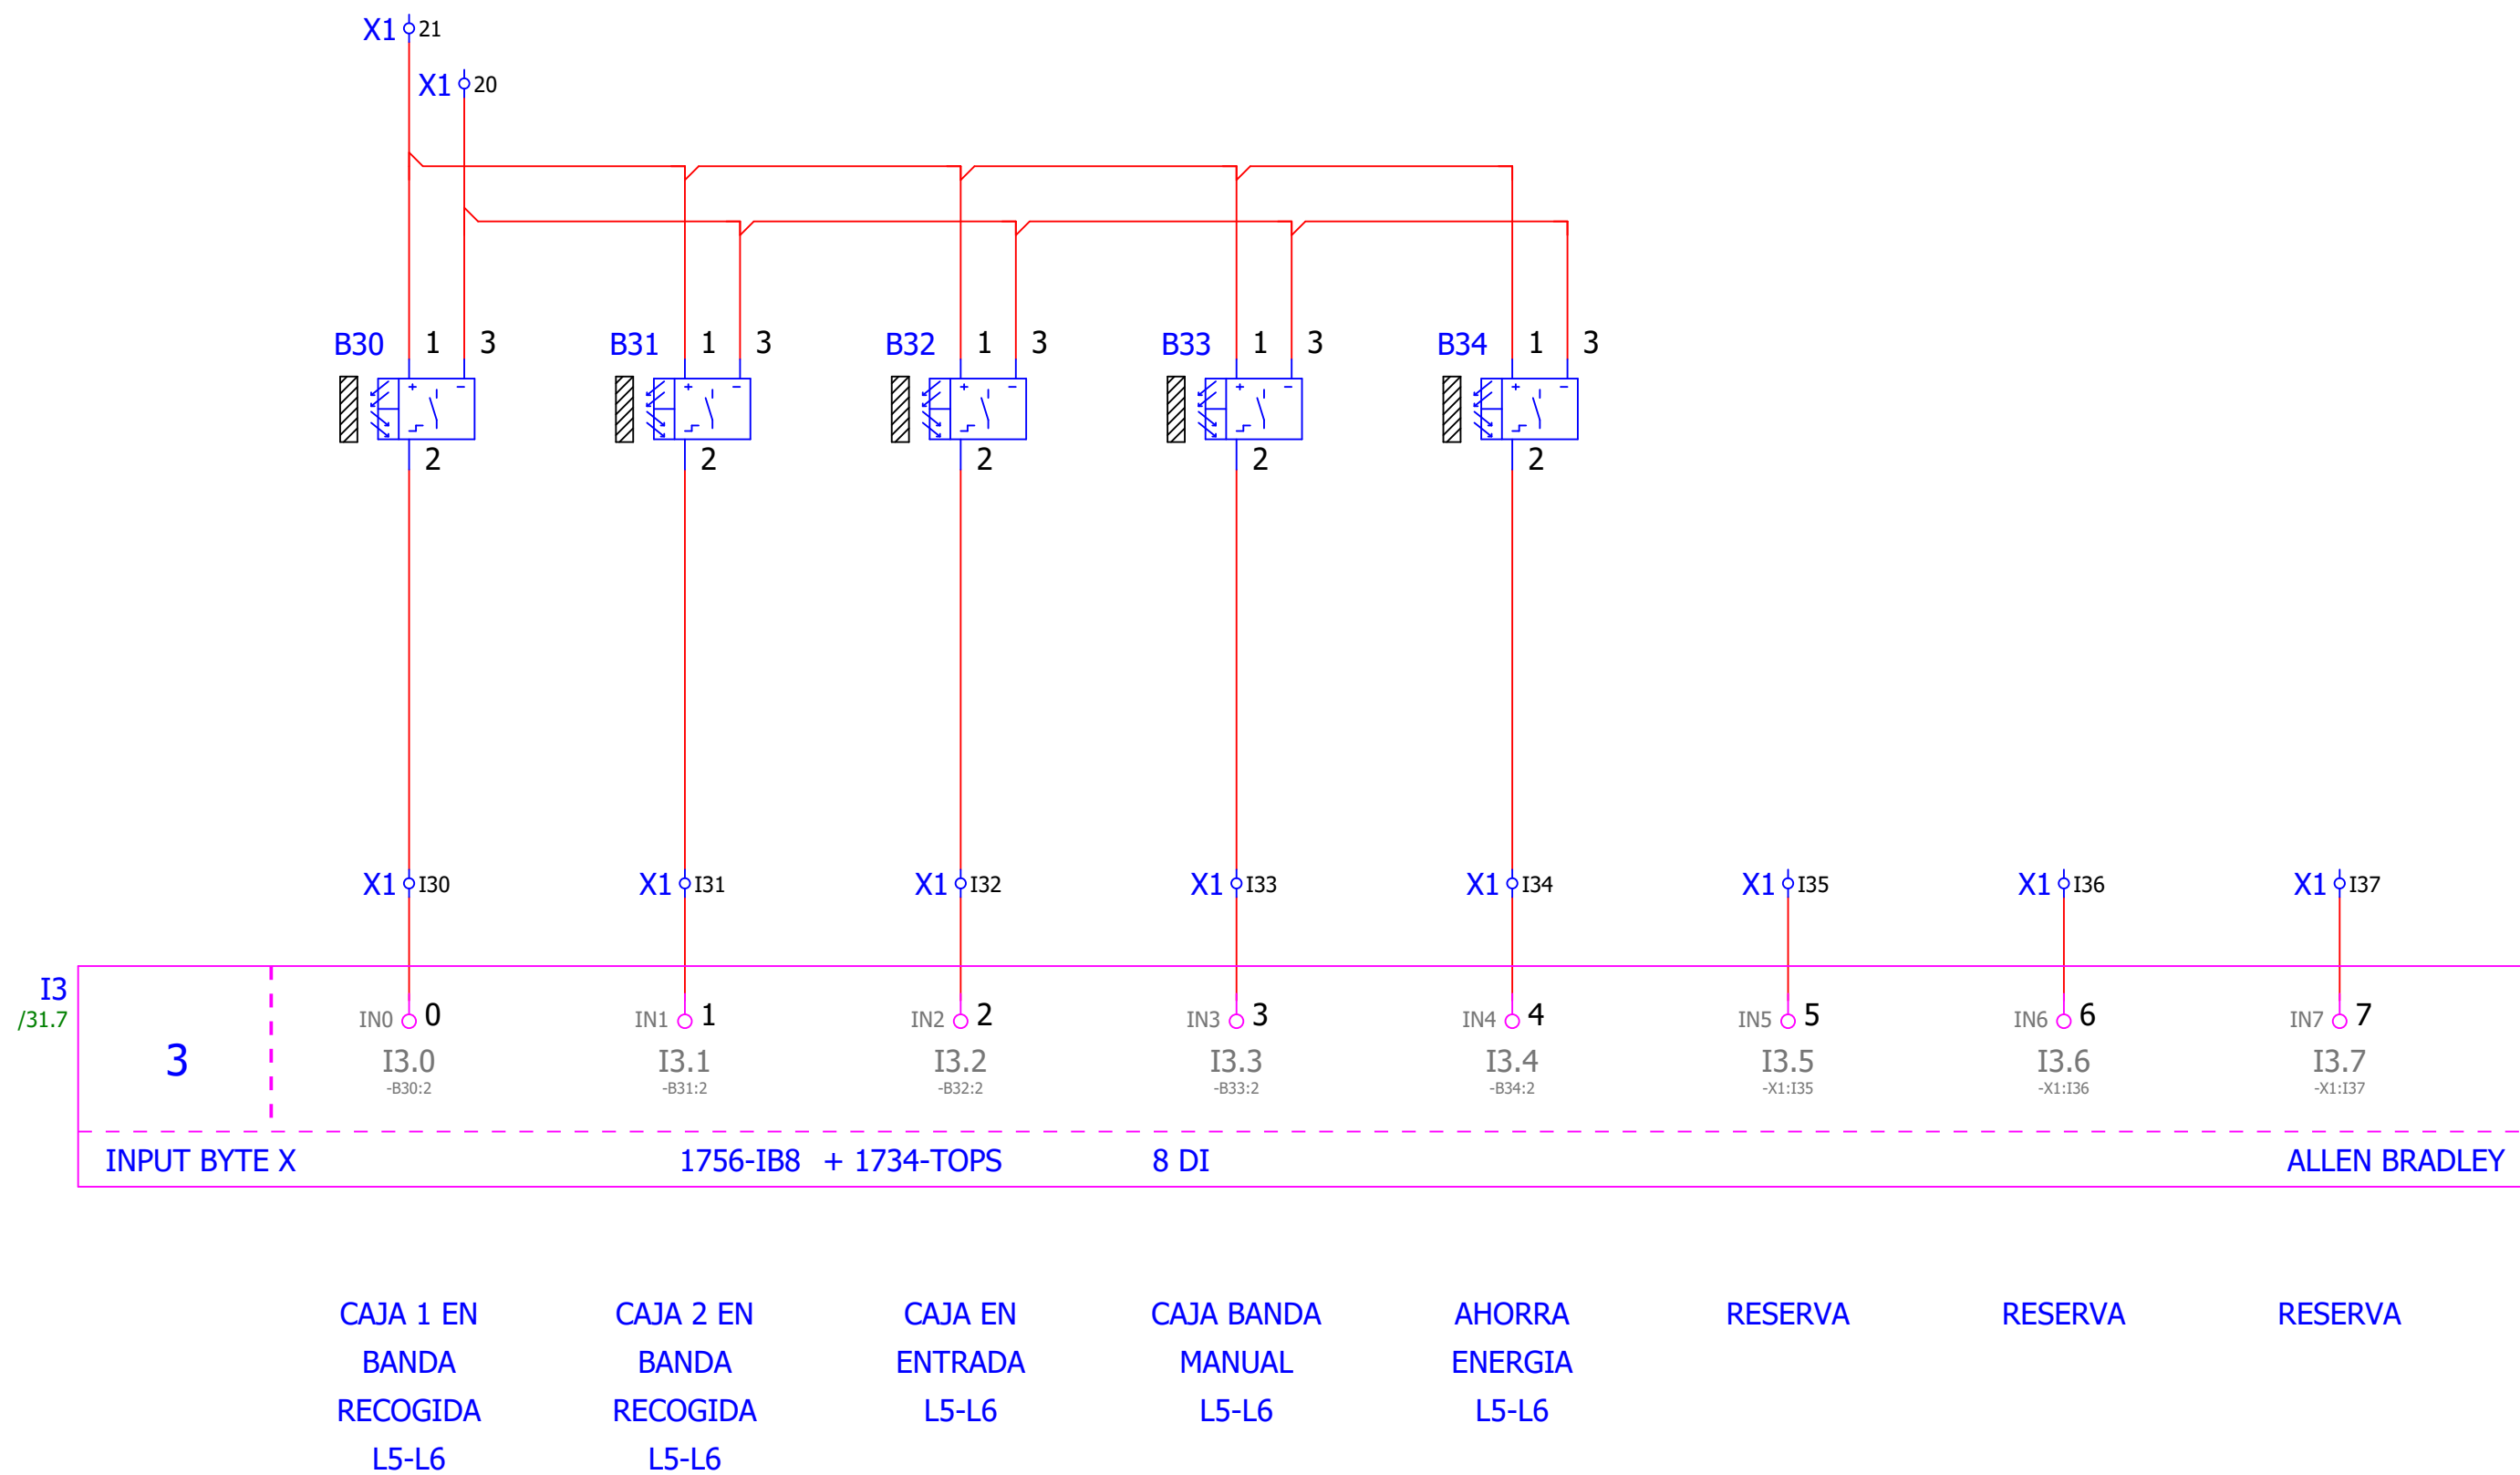 X1 21
X1 20
B30 1 3 B31 1 3 B32 1 3 B33 1 3 B34 1 3
+ − + − + − + − + −
2 2 2 2 2
X1 I30 X1 I31 X1 I32 X1 I33 X1 I34 X1 I35 X1 I36 X1 I37
I3
/31.7
IN0 0 IN1 1 IN2 2 IN3 3 IN4 4 IN5 5 IN6 6 IN7 7
3 I3.0 I3.1 I3.2 I3.3 I3.4 I3.5 I3.6 I3.7
-B30:2 -B31:2 -B32:2 -B33:2 -B34:2 -X1:I35 -X1:I36 -X1:I37
INPUT BYTE X 1756-IB8 + 1734-TOPS 8 DI ALLEN BRADLEY
CAJA 1 EN CAJA 2 EN CAJA EN CAJA BANDA AHORRA RESERVA RESERVA RESERVA
BANDA BANDA ENTRADA MANUAL ENERGIA
RECOGIDA RECOGIDA L5-L6 L5-L6 L5-L6
L5-L6 L5-L6